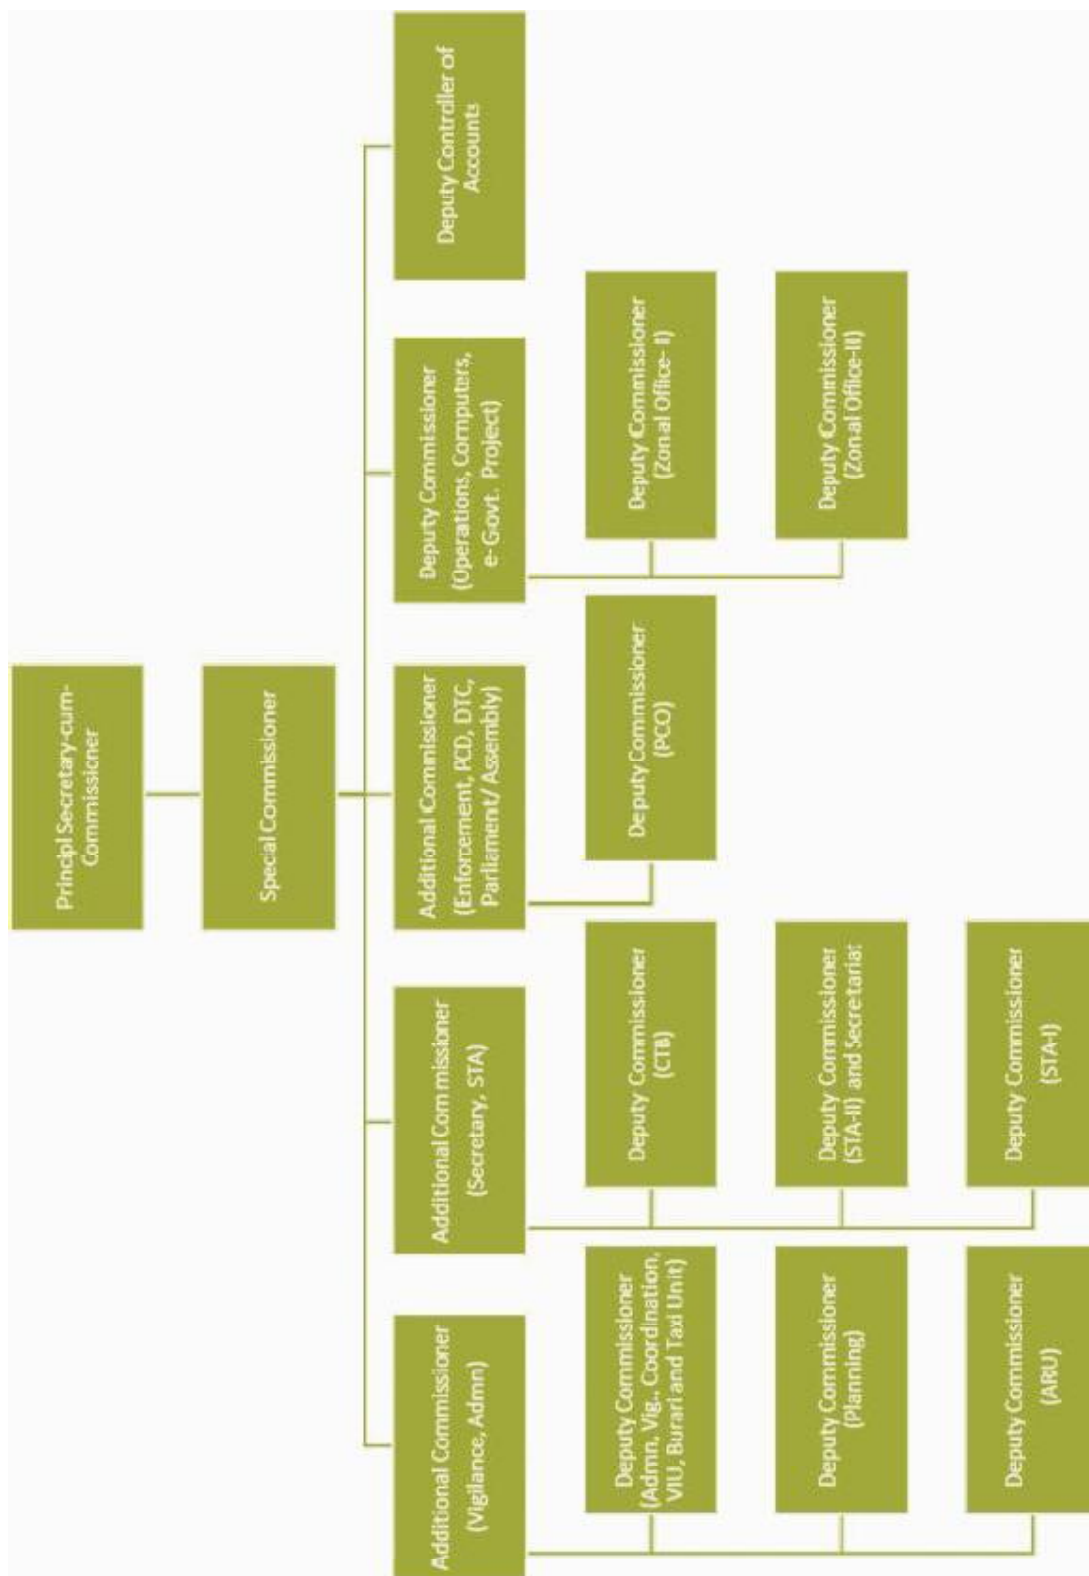 Principl Secretary-cum-
Commissioner
Special Commissioner
Additional Commissioner
(Vigilance, Admn)
Additional Commissioner
(Secretary, STA)
Additional Commissioner
(Enforcement, PCD, DTC,
Parliament/ Assembly)
Deputy Commissioner
(Operations, Computers,
e-Govt. Project)
Deputy Controller of
Accounts
Deputy Commissioner
(Admn, Vig., Coordination,
VIU, Burari and Taxi Unit)
Deputy Commissioner
(CTB)
Deputy Commissioner
(PCO)
Deputy Commissioner
(Zonal Office- I)
Deputy Commissioner
(Planning)
Deputy Commissioner
(STA-II) and Secretariat
Deputy Commissioner
(Zonal Office-II)
Deputy Commissioner
(ARU)
Deputy Commissioner
(STA-I)